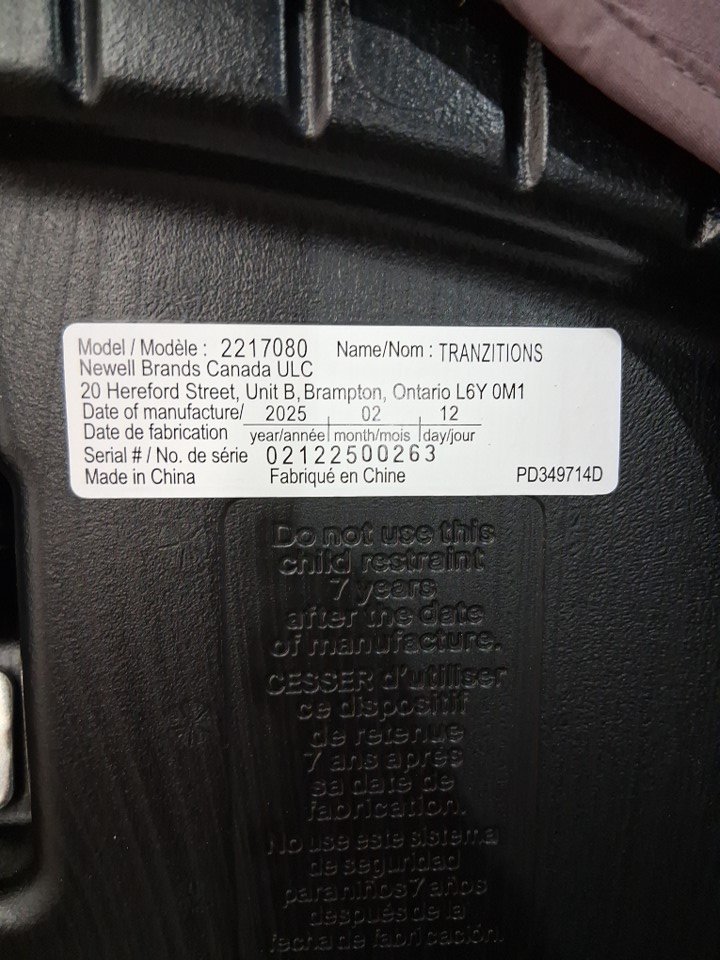 Model / Modèle : 2217080 Name/Nom : TRANZITIONS
Newell Brands Canada ULC
20 Hereford Street, Unit B, Brampton, Ontario L6Y 0M1
Date of manufacture/ 2025 02 12
Date de fabrication year/année month/mois day/jour
Serial # / No. de série 02122500263
Made in China Fabriqué en Chine PD349714D
Do not use this
child restraint
7 years
after the date
of manufacture.
CESSER d'utiliser
ce dispositif
de retenue
7 ans après
sa date de
fabrication.
No use este sistema
de seguridad
para niños 7 años
después de la
fecha de fabricación.